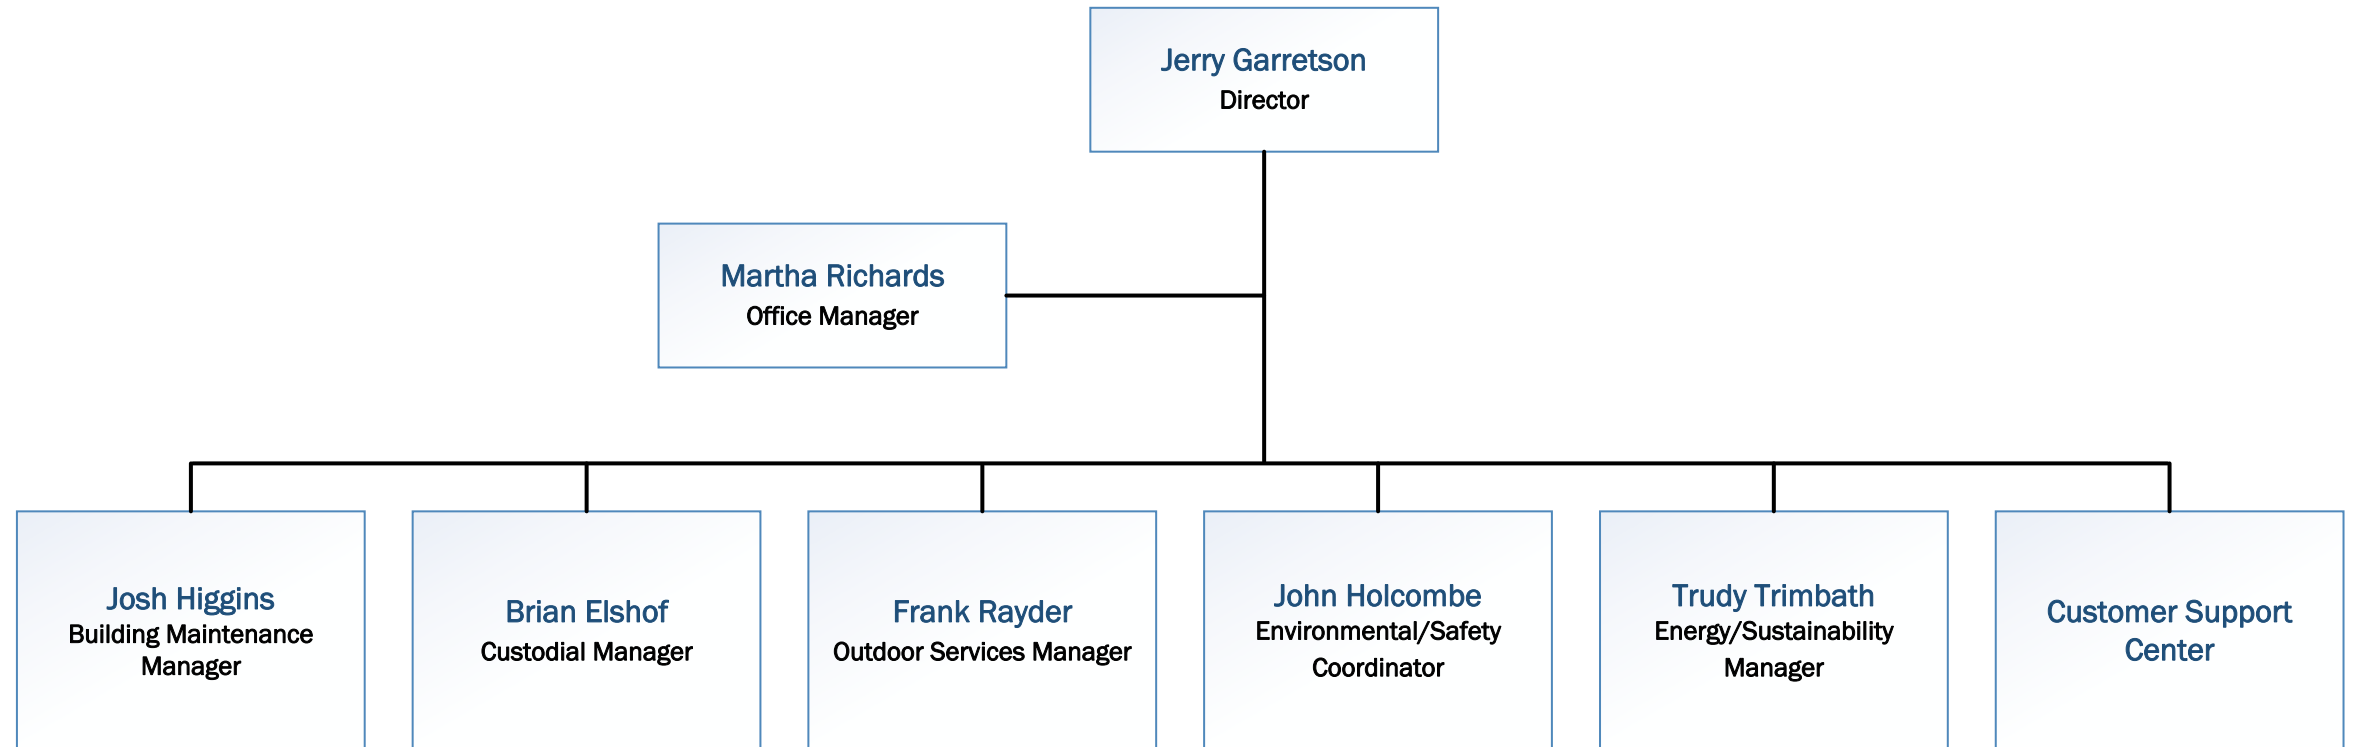 Jerry Garretson
Director
Martha Richards
Office Manager
Josh Higgins
Building Maintenance
Manager
Brian Elshof
Custodial Manager
Frank Rayder
Outdoor Services Manager
John Holcombe
Environmental/Safety
Coordinator
Trudy Trimbath
Energy/Sustainability
Manager
Customer Support
Center